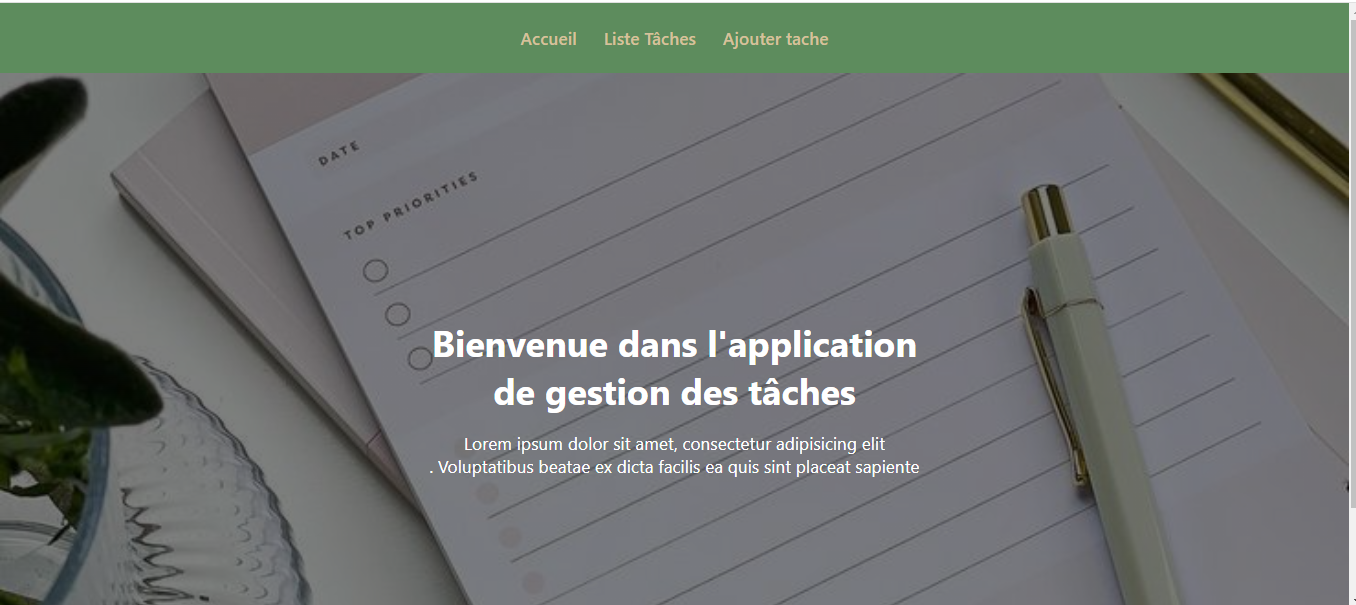 Accueil Liste Tâches Ajouter tache
DATE
TOP PRIORITIES
Bienvenue dans l'application
de gestion des tâches
Lorem ipsum dolor sit amet, consectetur adipisicing elit
. Voluptatibus beatae ex dicta facilis ea quis sint placeat sapiente